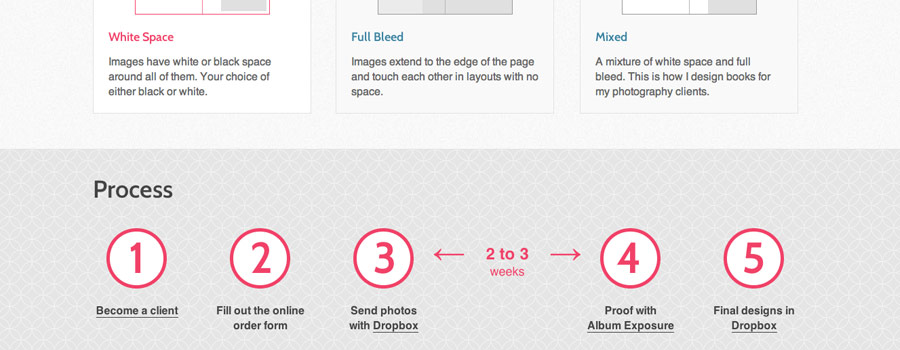 White Space
Images have white or black space
around all of them. Your choice of
either black or white.
Full Bleed
Images extend to the edge of the page
and touch each other in layouts with no
space.
Mixed
A mixture of white space and full
bleed. This is how I design books for
my photography clients.
Process
1
2
3
2 to 3
weeks
4
5
Become a client
Fill out the online
order form
Send photos
with Dropbox
Proof with
Album Exposure
Final designs in
Dropbox